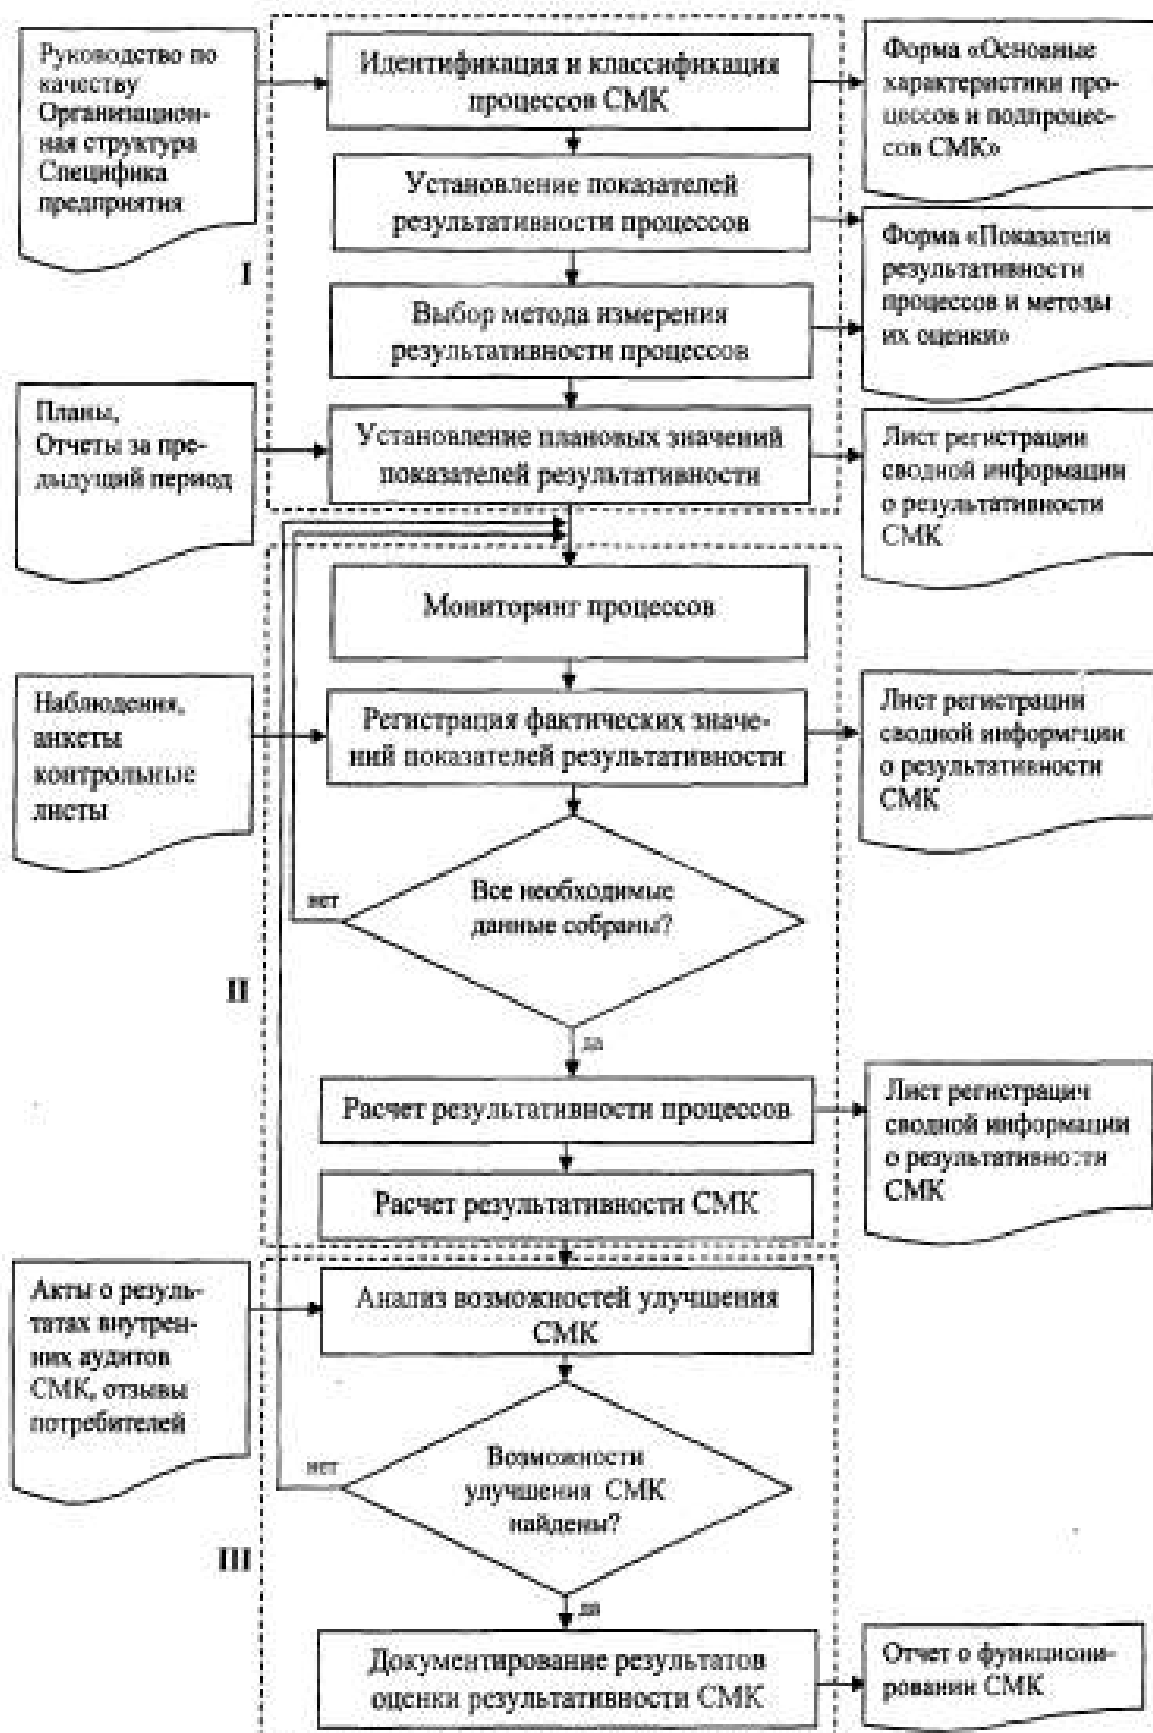 Руководство по
качеству
Организацион-
ная структура
Специфика
предприятия
Идентификация и классификация
процессов СМК
Форма «Основные
характеристики про-
цессов и подпроцес-
сов СМК»
Установление показателей
результативности процессов
Форма «Показатели
результативности
процессов и методы
их оценки»
I
Выбор метода измерения
результативности процессов
Планы,
Отчеты за пре-
дыдущий период
Установление плановых значений
показателей результативности
Лист регистрации
сводной информации
о результативности
СМК
Мониторинг процессов
Наблюдения,
анкеты
контрольные
листы
Регистрация фактических значе-
ний показателей результативности
Лист регистрации
сводной информации
о результативности
СМК
нет
Все необходимые
данные собраны?
II
да
Расчет результативности процессов
Лист регистрации
сводной информации
о результативности
СМК
Расчет результативности СМК
Акты о резуль-
татах внутрен-
них аудитов
СМК, отзывы
потребителей
Анализ возможностей улучшения
СМК
нет
Возможности
улучшения СМК
найдены?
III
да
Документирование результатов
оценки результативности СМК
Отчет о функциони-
ровании СМК